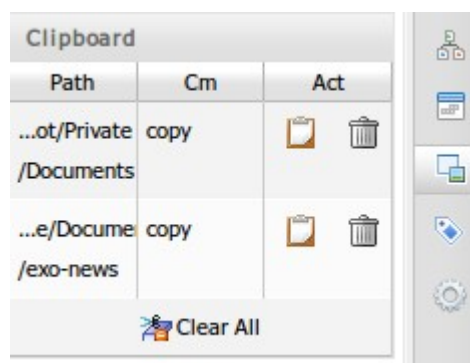 Clipboard
Path Cm Act
...ot/Private copy
/Documents
...e/Docume copy
/exo-news
Clear All